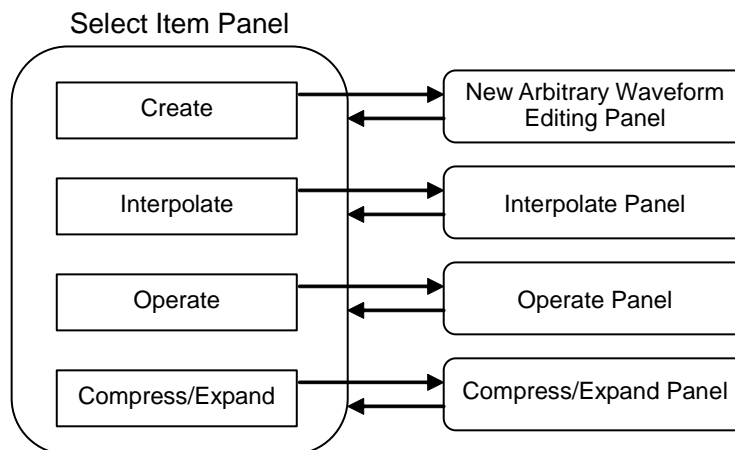 Select Item Panel
Create
New Arbitrary Waveform
Editing Panel
Interpolate
Interpolate Panel
Operate
Operate Panel
Compress/Expand
Compress/Expand Panel